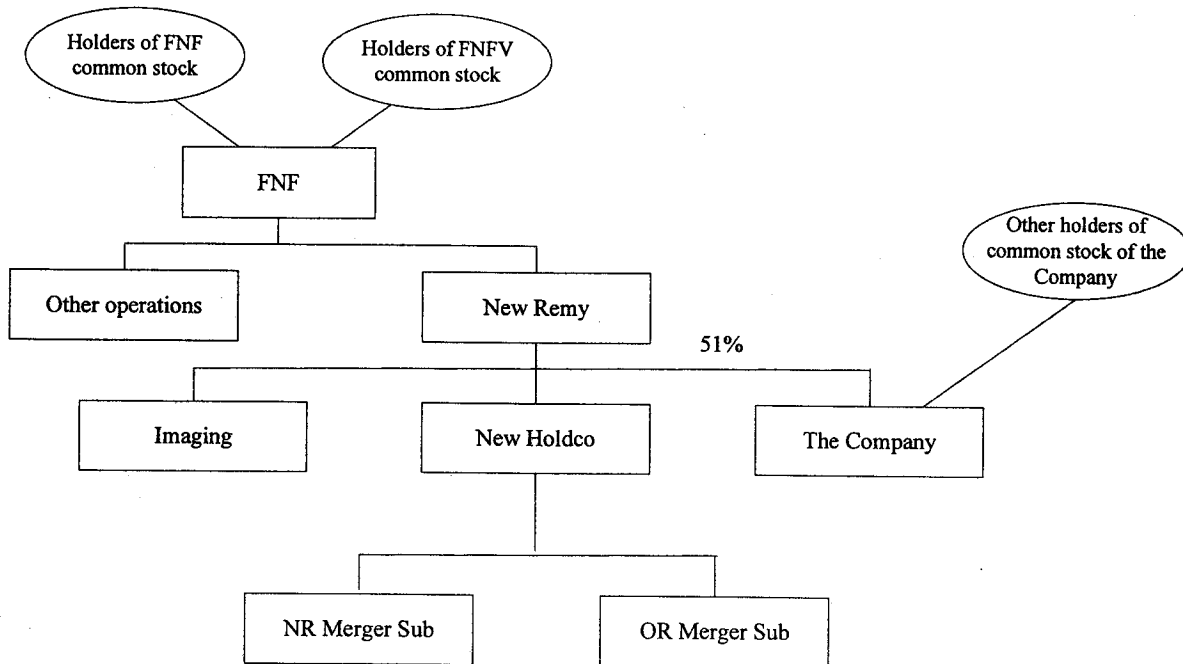 Holders of FNF
common stock
Holders of FNFV
common stock
FNF
Other holders of
common stock of the
Company
Other operations
New Remy
51%
Imaging
New Holdco
The Company
NR Merger Sub
OR Merger Sub